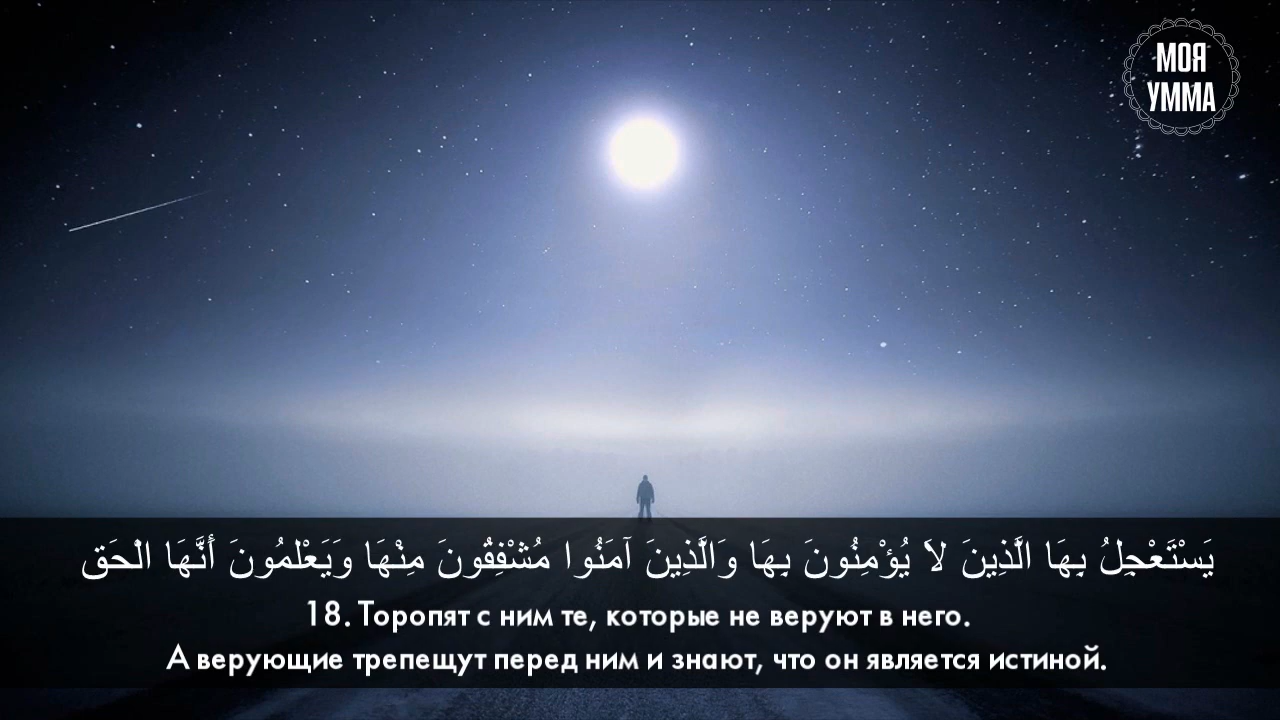 МОЯ
УММА
يَسْتَعْجِلُ بِهَا الَّذِينَ لاَ يُؤْمِنُونَ بِهَا وَالَّذِينَ آمَنُوا مُشْفِقُونَ مِنْهَا وَيَعْلَمُونَ أَنَّهَا الْحَق
18. Торопят с ним те, которые не веруют в него.
А верующие трепещут перед ним и знают, что он является истиной.